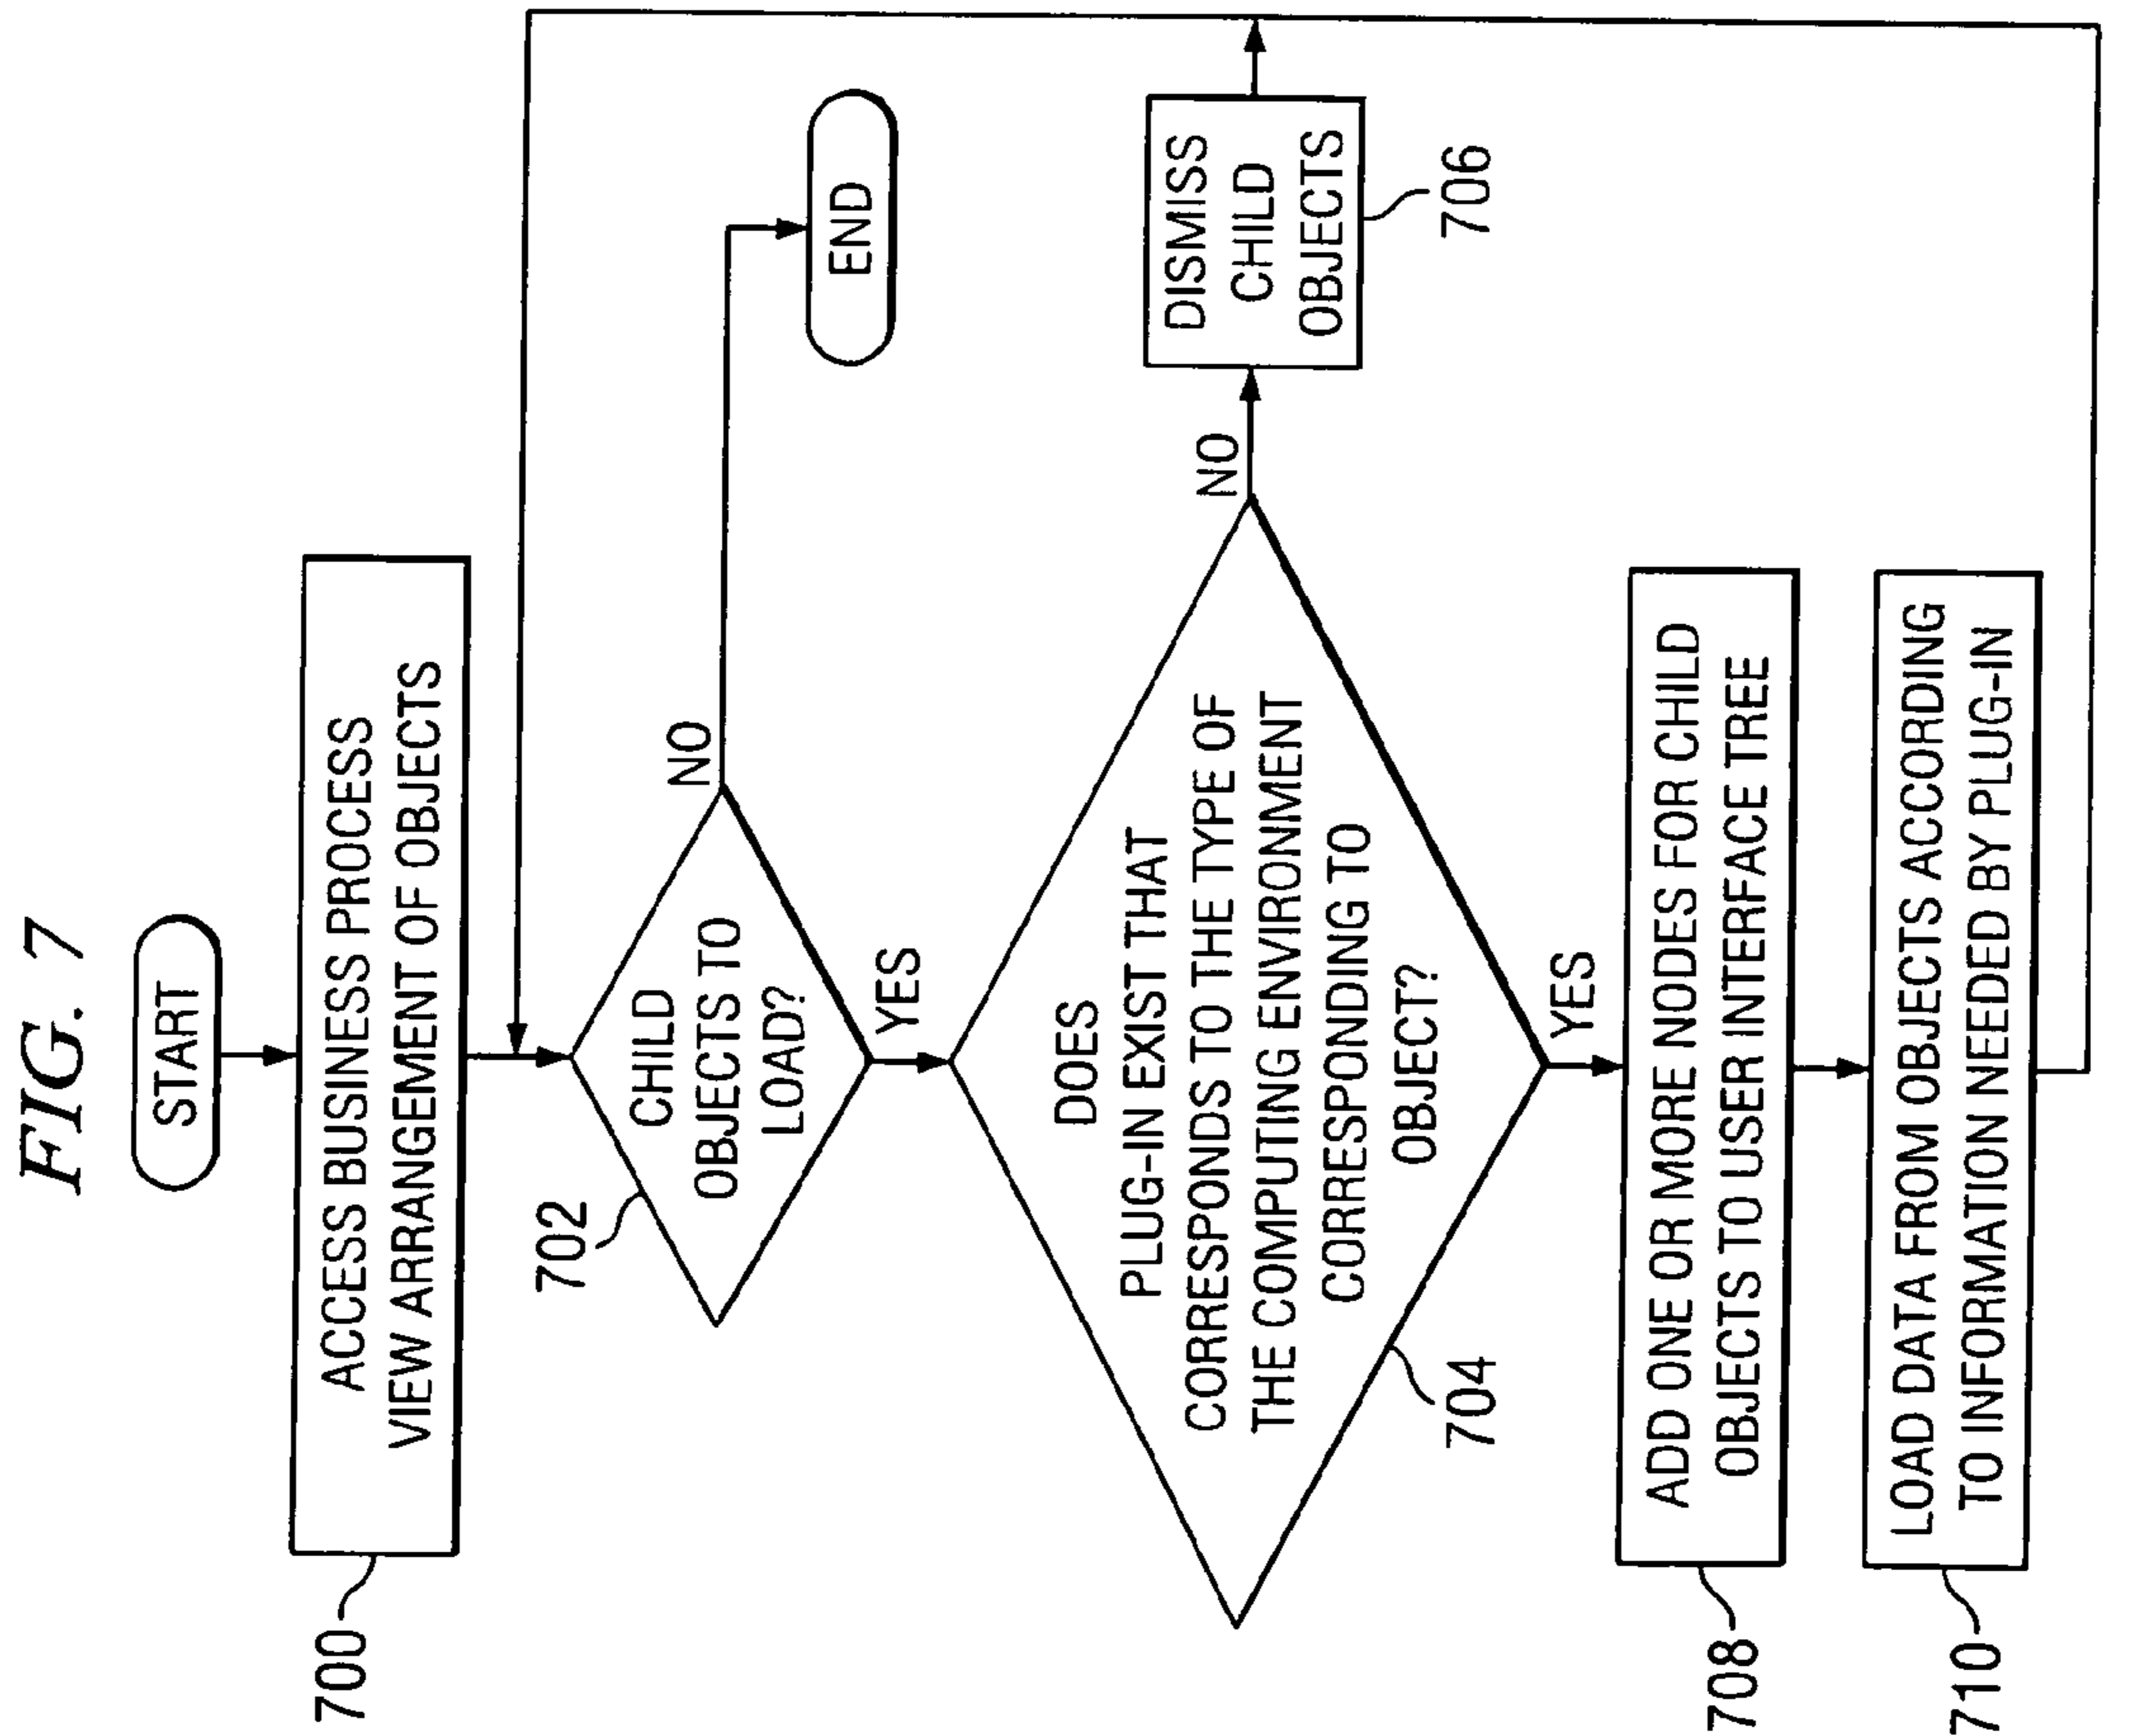 FIG. 7
START
ACCESS BUSINESS PROCESS
VIEW ARRANGEMENT OF OBJECTS
700
CHILD
OBJECTS TO
LOAD?
702
NO
END
YES
DOES
PLUG-IN EXIST THAT
CORRESPONDS TO THE TYPE OF
THE COMPUTING ENVIRONMENT
CORRESPONDING TO
OBJECT?
704
NO
DISMISS
CHILD
OBJECTS
706
YES
ADD ONE OR MORE NODES FOR CHILD
OBJECTS TO USER INTERFACE TREE
708
LOAD DATA FROM OBJECTS ACCORDING
TO INFORMATION NEEDED BY PLUG-IN
710